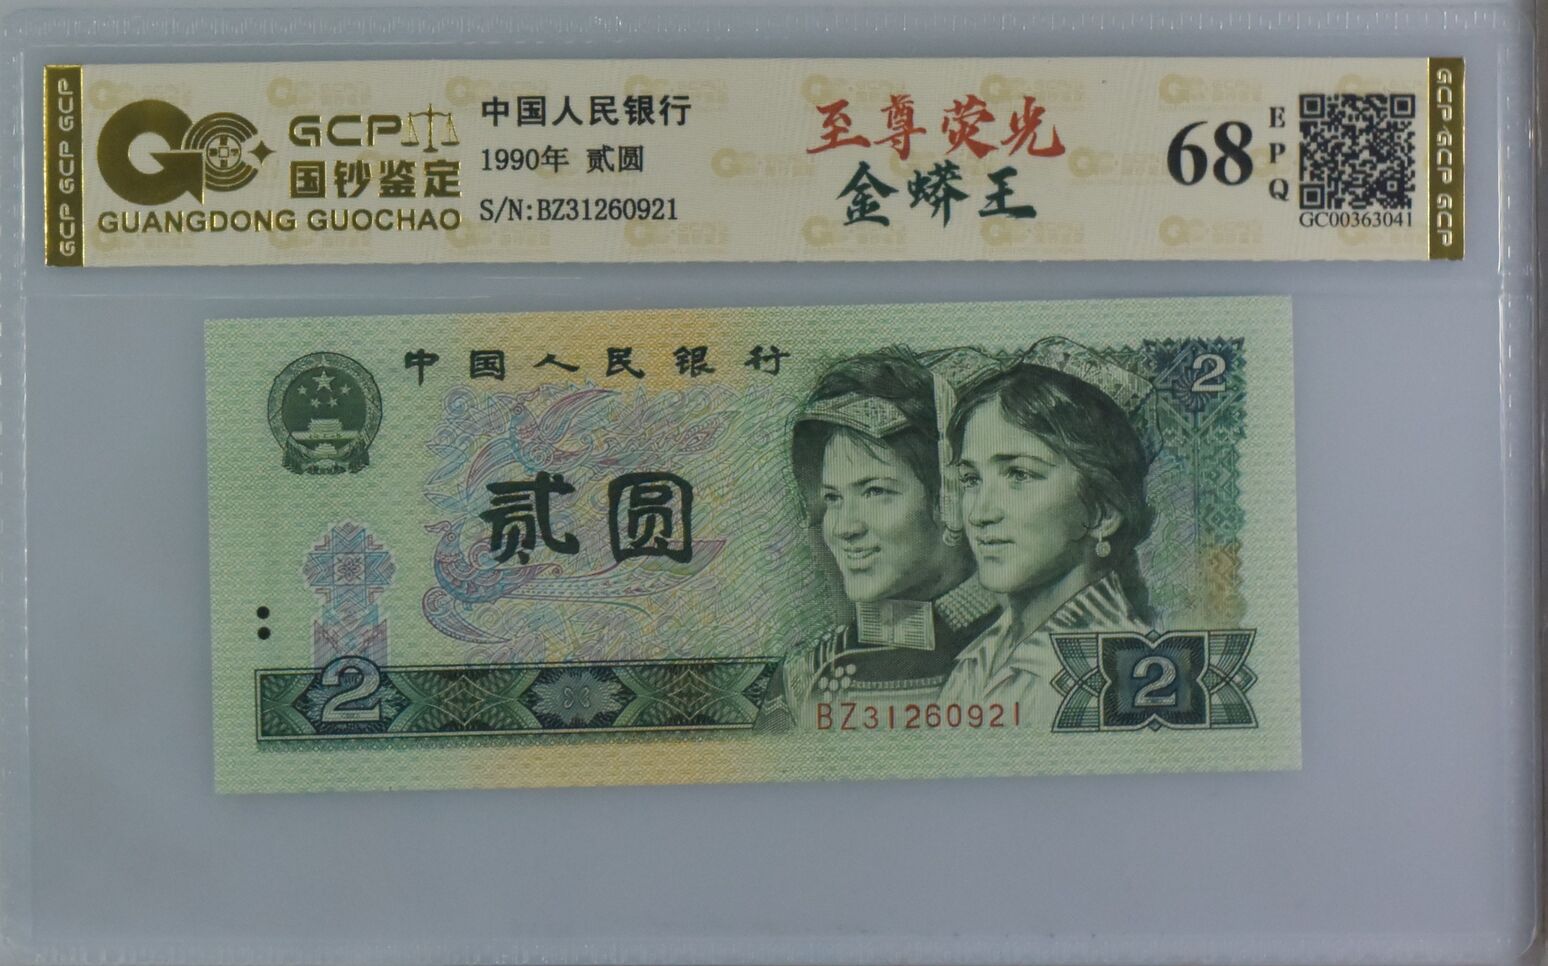 GCP GCP GCP
GCP
国钞鉴定
GUANGDONG GUOCHAO
中国人民银行
1990年 贰圆
S/N:BZ31260921
至尊荧光
金蟒王
68
EPQ
GC00363041
GCP GCP GCP
中国人民银行
2
贰圆
2
2
BZ31260921